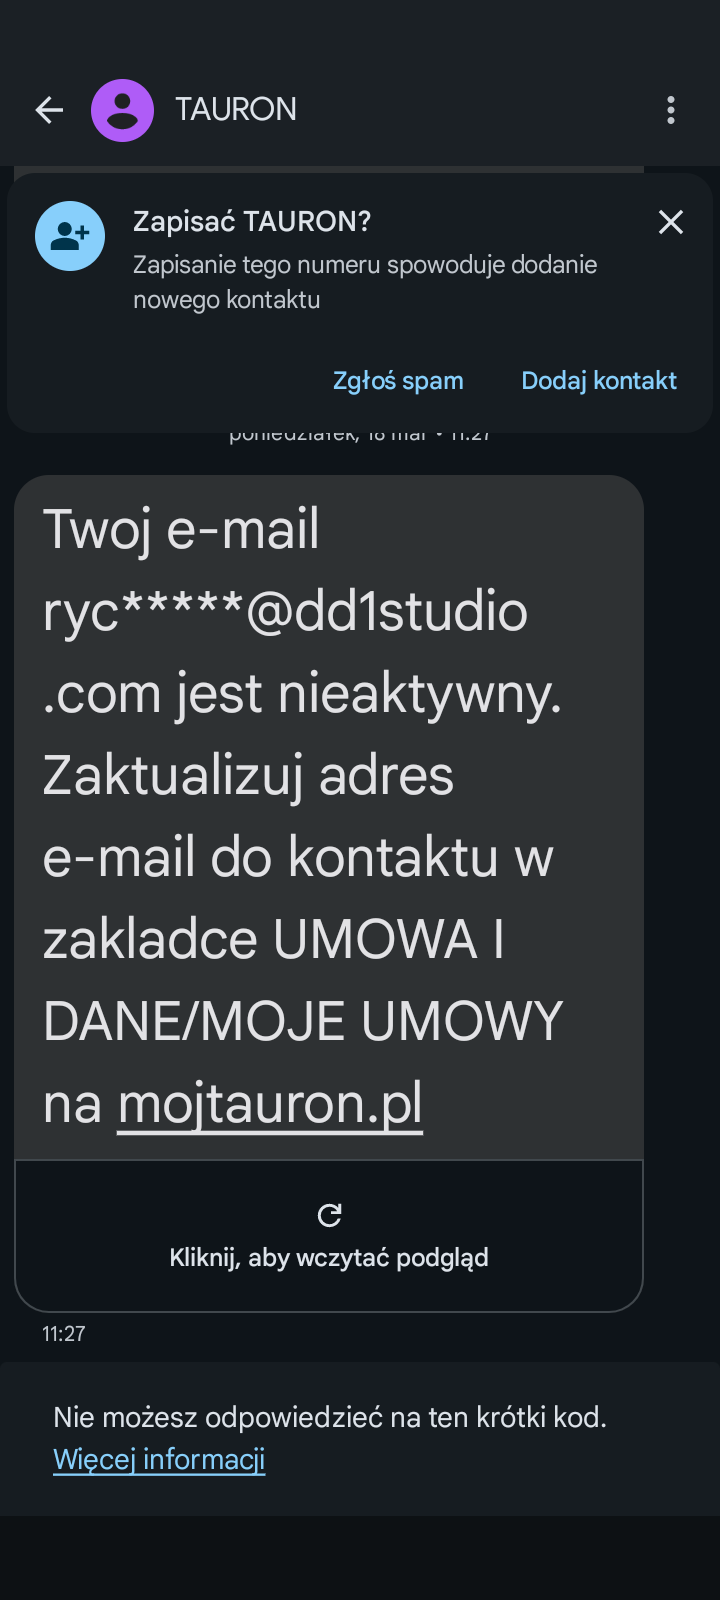 TAURON
Zapisać TAURON?
Zapisanie tego numeru spowoduje dodanie
nowego kontaktu
Zgłoś spam Dodaj kontakt
poniedziałek, 16 mar • 11:27
Twoj e-mail
ryc*****@dd1studio
.com jest nieaktywny.
Zaktualizuj adres
e-mail do kontaktu w
zakladce UMOWA I
DANE/MOJE UMOWY
na mojtauron.pl
Kliknij, aby wczytać podgląd
11:27
Nie możesz odpowiedzieć na ten krótki kod.
Więcej informacji